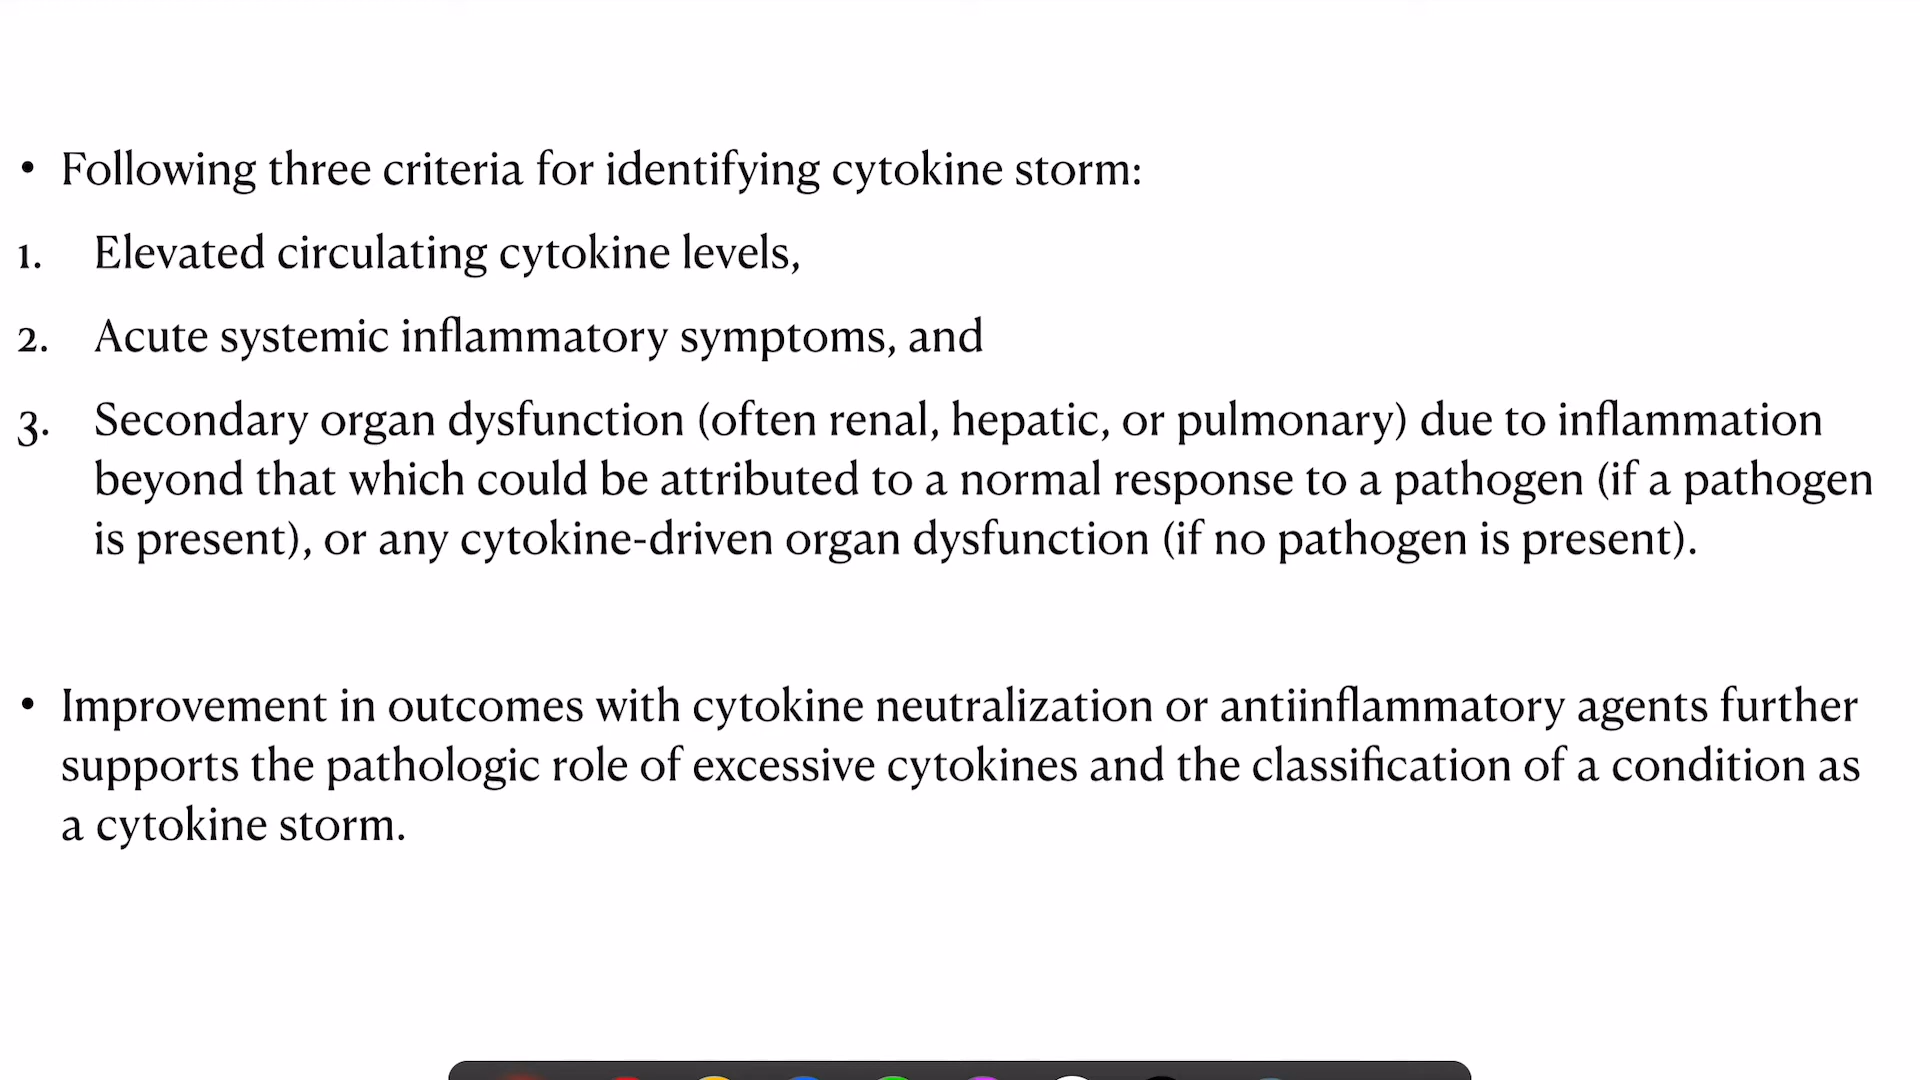 • Following three criteria for identifying cytokine storm:
1. Elevated circulating cytokine levels,
2. Acute systemic inflammatory symptoms, and
3. Secondary organ dysfunction (often renal, hepatic, or pulmonary) due to inflammation
beyond that which could be attributed to a normal response to a pathogen (if a pathogen
is present), or any cytokine-driven organ dysfunction (if no pathogen is present).
• Improvement in outcomes with cytokine neutralization or antiinflammatory agents further
supports the pathologic role of excessive cytokines and the classification of a condition as
a cytokine storm.